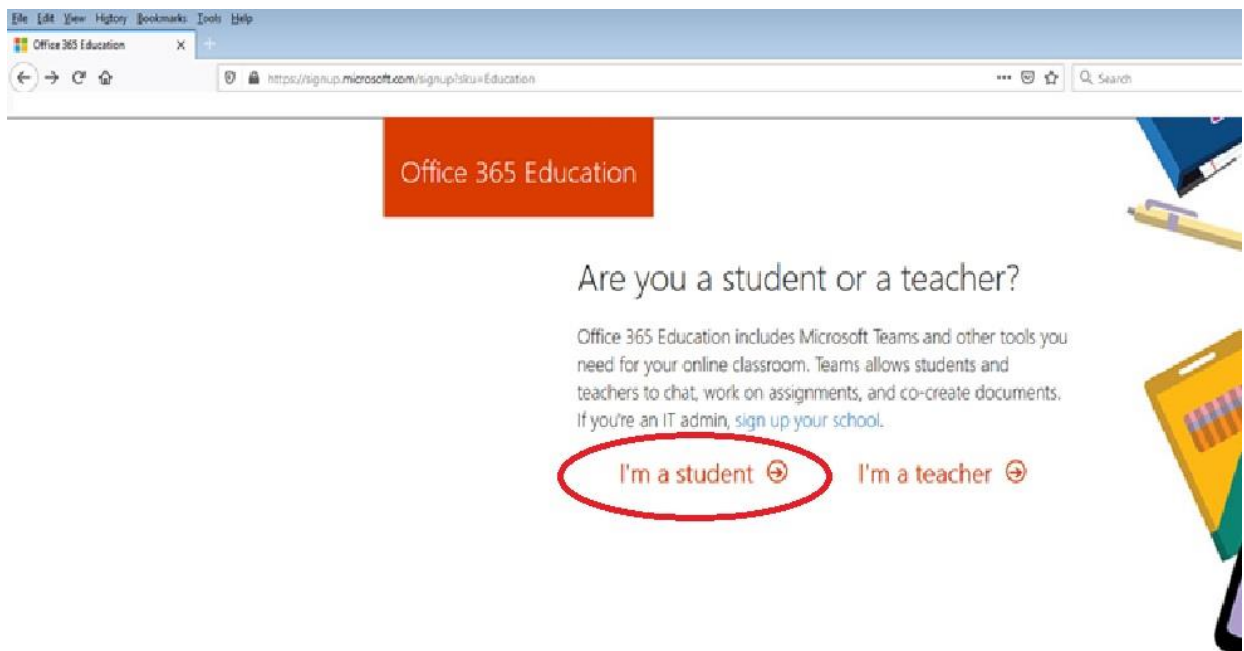 File Edit View History Bookmarks Tools Help
Office 365 Education
https://signup.microsoft.com/signup?sku=Education
Search
Office 365 Education
Are you a student or a teacher?
Office 365 Education includes Microsoft Teams and other tools you
need for your online classroom. Teams allows students and
teachers to chat, work on assignments, and co-create documents.
If you're an IT admin, sign up your school.
I'm a student I'm a teacher